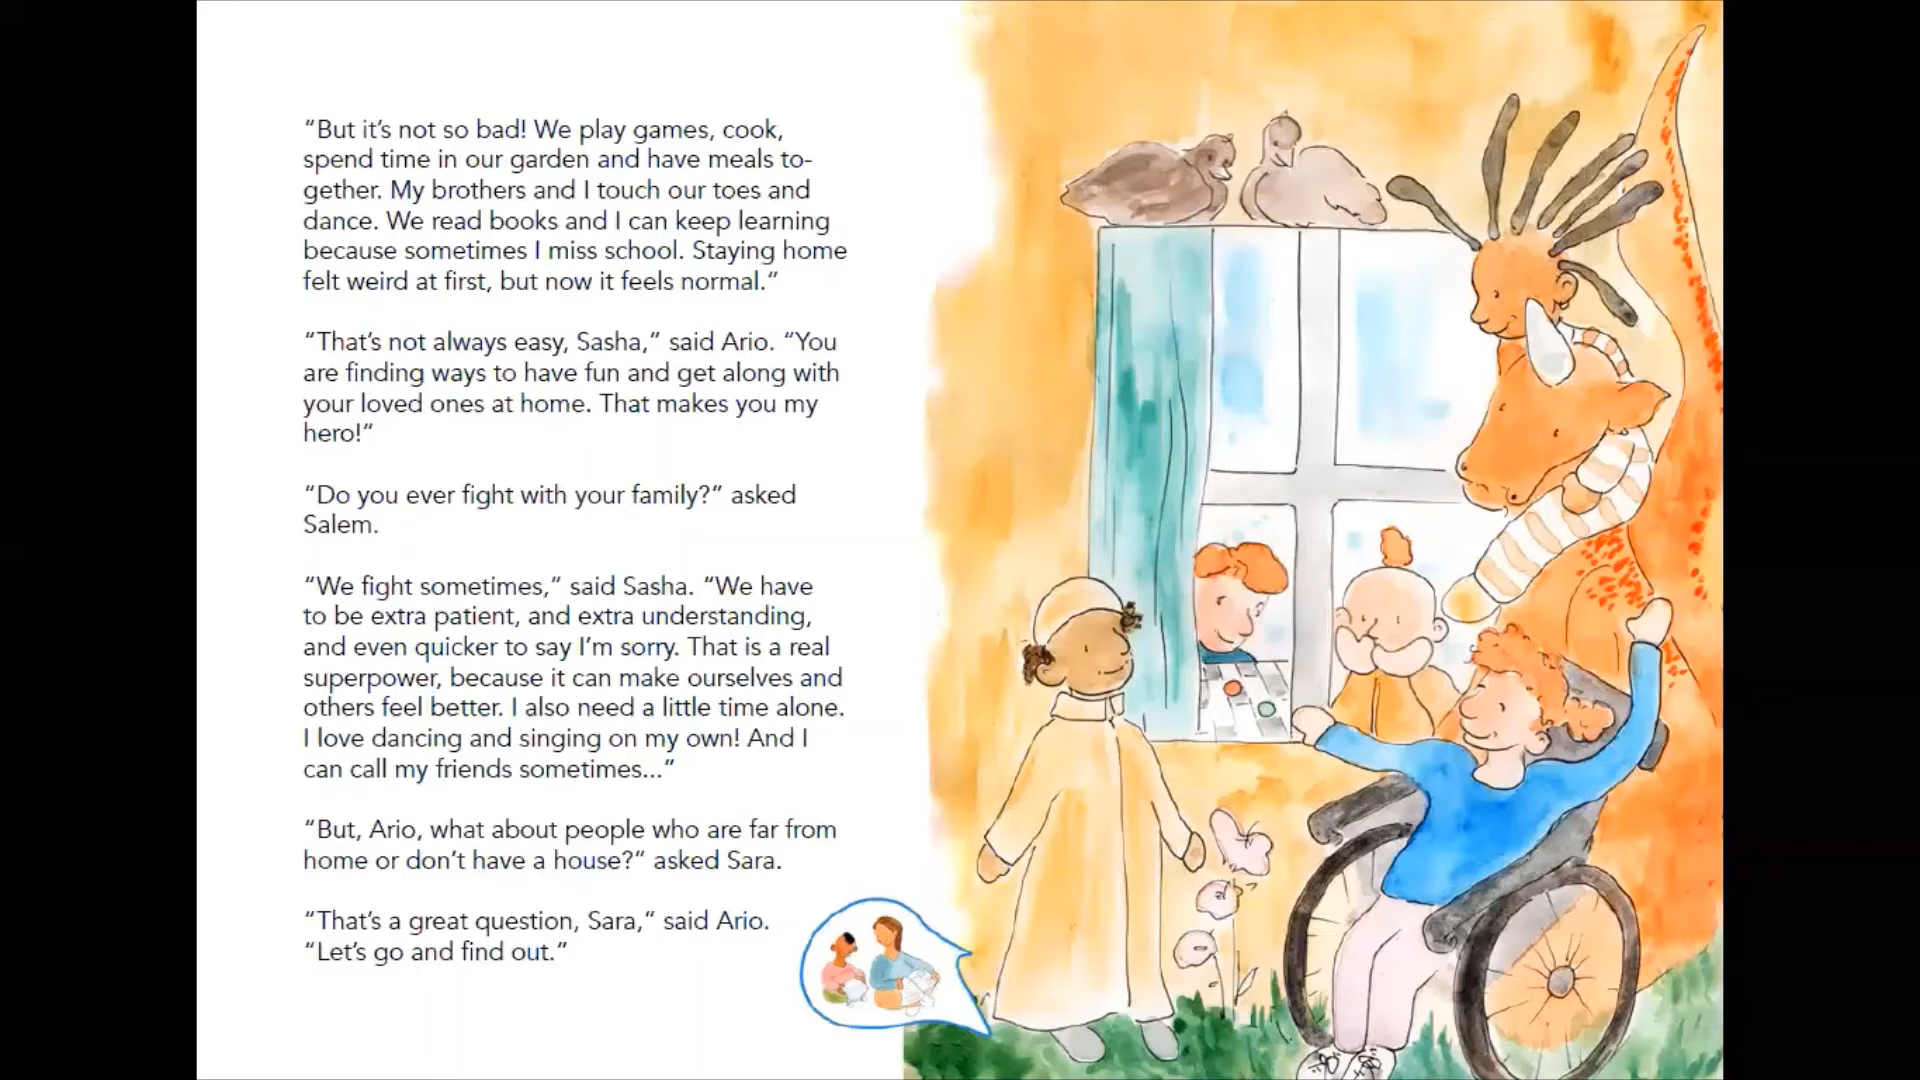 “But it’s not so bad! We play games, cook,
spend time in our garden and have meals to-
gether. My brothers and I touch our toes and
dance. We read books and I can keep learning
because sometimes I miss school. Staying home
felt weird at first, but now it feels normal.“
“That’s not always easy, Sasha,“ said Ario. “You
are finding ways to have fun and get along with
your loved ones at home. That makes you my
hero!“
“Do you ever fight with your family?” asked
Salem.
“We fight sometimes,“ said Sasha. “We have
to be extra patient, and extra understanding,
and even quicker to say I’m sorry. That is a real
superpower, because it can make ourselves and
others feel better. I also need a little time alone.
I love dancing and singing on my own! And I
can call my friends sometimes...”
“But, Ario, what about people who are far from
home or don’t have a house?“ asked Sara.
“That’s a great question, Sara,“ said Ario.
“Let’s go and find out.”